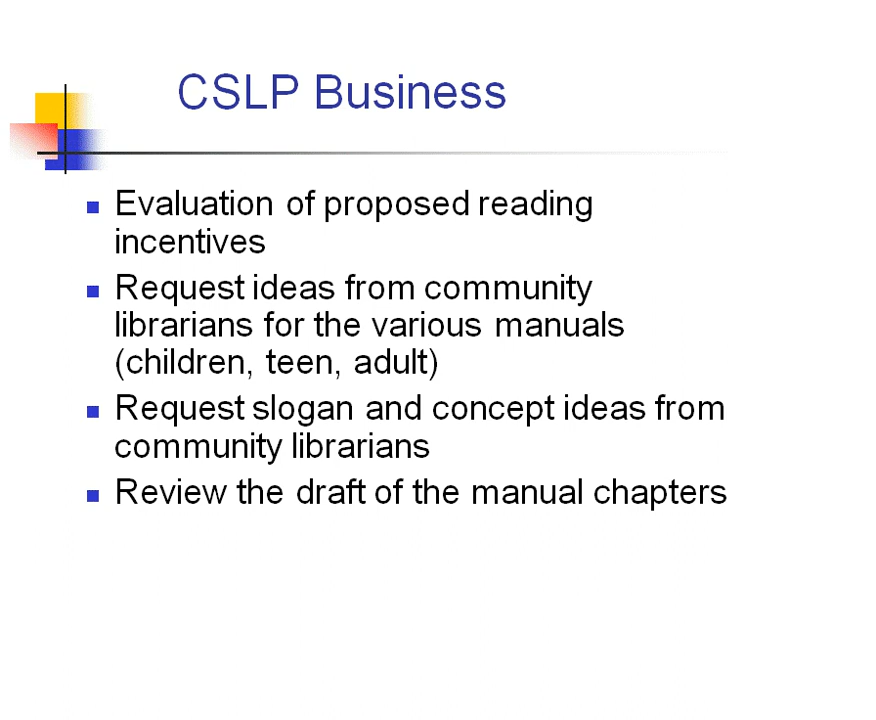 CSLP Business
Evaluation of proposed reading
incentives
Request ideas from community
librarians for the various manuals
(children, teen, adult)
Request slogan and concept ideas from
community librarians
Review the draft of the manual chapters